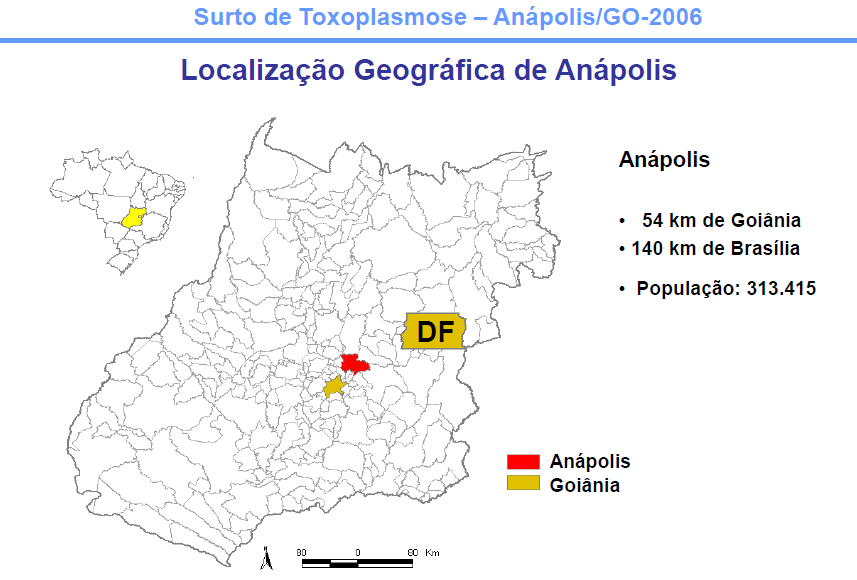 Surto de Toxoplasmose – Anápolis/GO-2006
Localização Geográfica de Anápolis
Anápolis
• 54 km de Goiânia
• 140 km de Brasília
• População: 313.415
DF
Anápolis
Goiânia
80 0 80 Km